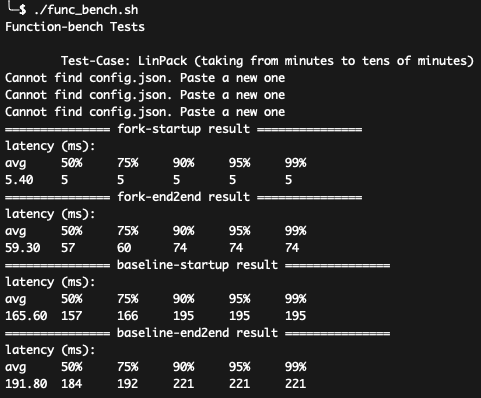 └─$ ./func_bench.sh
Function-bench Tests
Test-Case: LinPack (taking from minutes to tens of minutes)
Cannot find config.json. Paste a new one
Cannot find config.json. Paste a new one
Cannot find config.json. Paste a new one
=============== fork-startup result ===============
latency (ms):
avg 50% 75% 90% 95% 99%
5.40 5 5 5 5 5
=============== fork-end2end result ===============
latency (ms):
avg 50% 75% 90% 95% 99%
59.30 57 60 74 74 74
=============== baseline-startup result ===============
latency (ms):
avg 50% 75% 90% 95% 99%
165.60 157 166 195 195 195
=============== baseline-end2end result ===============
latency (ms):
avg 50% 75% 90% 95% 99%
191.80 184 192 221 221 221